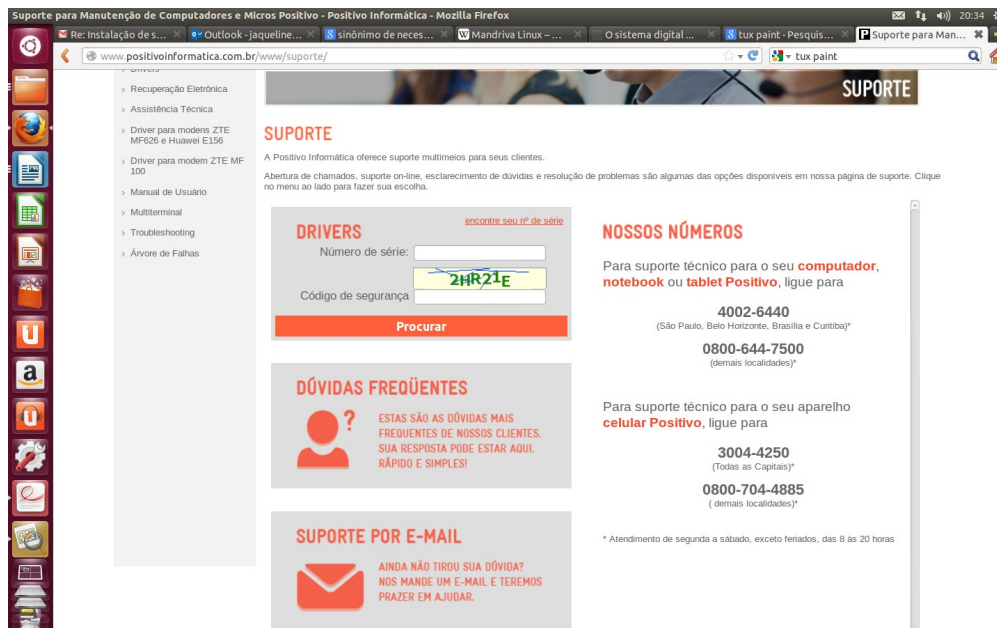 Suporte para Manutenção de Computadores e Micros Positivo - Positivo Informática - Mozilla Firefox
20:34
Re: Instalação de s...
Outlook - jaqueline...
sinônimo de neces...
Mandriva Linux – ...
O sistema digital ...
tux paint - Pesquis...
Suporte para Man...
www.positivoinformatica.com.br/www/suporte/
tux paint
> Drivers
> Recuperação Eletrônica
> Assistência Técnica
> Driver para modens ZTE
MF626 e Huawei E156
> Driver para modem ZTE MF
100
> Manual de Usuário
> Multiterminal
> Troubleshooting
> Árvore de Falhas
SUPORTE
SUPORTE
A Positivo Informática oferece suporte multimeios para seus clientes.
Abertura de chamados, suporte on-line, esclarecimento de dúvidas e resolução de problemas são algumas das opções disponíveis em nossa página de suporte. Clique
no menu ao lado para fazer sua escolha.
encontre seu nº de série
DRIVERS
Número de série:
2HR21E
Código de segurança
Procurar
DÚVIDAS FREQÜENTES
?
ESTAS SÃO AS DÚVIDAS MAIS
FREQUENTES DE NOSSOS CLIENTES.
SUA RESPOSTA PODE ESTAR AQUI.
RÁPIDO E SIMPLES!
SUPORTE POR E-MAIL
AINDA NÃO TIROU SUA DÚVIDA?
NOS MANDE UM E-MAIL E TEREMOS
PRAZER EM AJUDAR.
NOSSOS NÚMEROS
Para suporte técnico para o seu computador,
notebook ou tablet Positivo, ligue para
4002-6440
(São Paulo, Belo Horizonte, Brasília e Curitiba)*
0800-644-7500
(demais localidades)*
Para suporte técnico para o seu aparelho
celular Positivo, ligue para
3004-4250
(Todas as Capitais)*
0800-704-4885
( demais localidades)*
* Atendimento de segunda a sábado, exceto feriados, das 8 às 20 horas